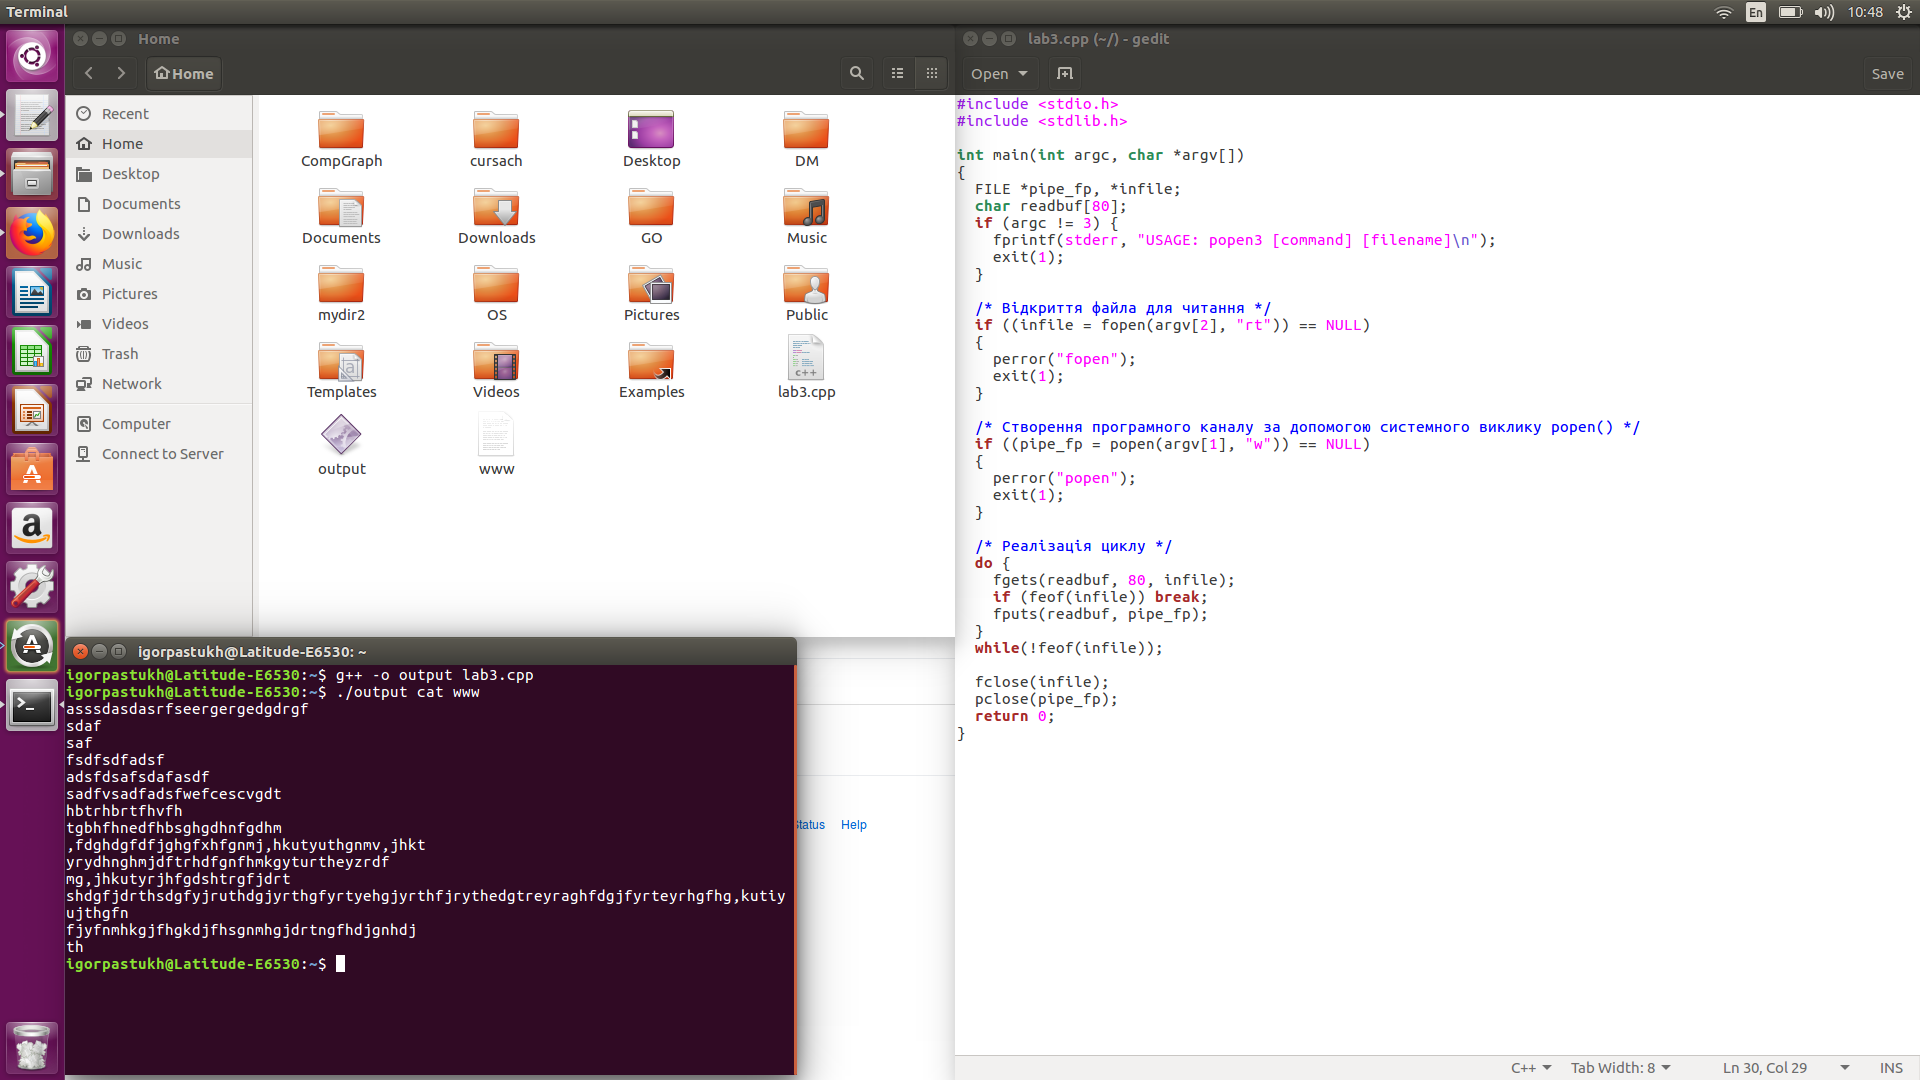 Terminal
En
10:48
Home
Home
Recent
Home
Desktop
Documents
Downloads
Music
Pictures
Videos
Trash
Network
Computer
Connect to Server
CompGraph
cursach
Desktop
DM
Documents
Downloads
GO
Music
mydir2
OS
Pictures
Public
Templates
Videos
Examples
lab3.cpp
output
www
igorpastukh@Latitude-E6530: ~
igorpastukh@Latitude-E6530:~$ g++ -o output lab3.cpp
igorpastukh@Latitude-E6530:~$ ./output cat www
asssdasdasrfseergergedgdrgf
sdaf
saf
fsdfsdfadsf
adsfdsafsdafasdf
sadfvsadfadsfwefcescvgdt
hbtrhbrtfhvfh
tgbhfhnedfhbsghgdhnfgdhm
,fdghdgfdfjghgfxhfgnmj,hkutyuthgnmv,jhkt
yrydhnghmjdftrhdfgnfhmkgyturtheyzrdf
mg,jhkutyrjhfgdshtrgfjdrt
shdgfjdrthsdgfyjruthdgjyrthgfyrtyehgjyrthfjrythedgtreyraghfdgjfyrteyrhgfhg,kutiy
ujthgfn
fjyfnmhkgjfhgkdjfhsgnmhgjdrtngfhdjgnhdj
th
igorpastukh@Latitude-E6530:~$
Help
lab3.cpp (~/) - gedit
Open
Save
#include <stdio.h>
#include <stdlib.h>
int main(int argc, char *argv[])
{
FILE *pipe_fp, *infile;
char readbuf[80];
if (argc != 3) {
fprintf(stderr, "USAGE: popen3 [command] [filename]\n");
exit(1);
}
/* Відкриття файла для читання */
if ((infile = fopen(argv[2], "rt")) == NULL)
{
perror("fopen");
exit(1);
}
/* Створення програмного каналу за допомогою системного виклику popen() */
if ((pipe_fp = popen(argv[1], "w")) == NULL)
{
perror("popen");
exit(1);
}
/* Реалізація циклу */
do {
fgets(readbuf, 80, infile);
if (feof(infile)) break;
fputs(readbuf, pipe_fp);
}
while(!feof(infile));
fclose(infile);
pclose(pipe_fp);
return 0;
}
C++
Tab Width: 8
Ln 30, Col 29
INS